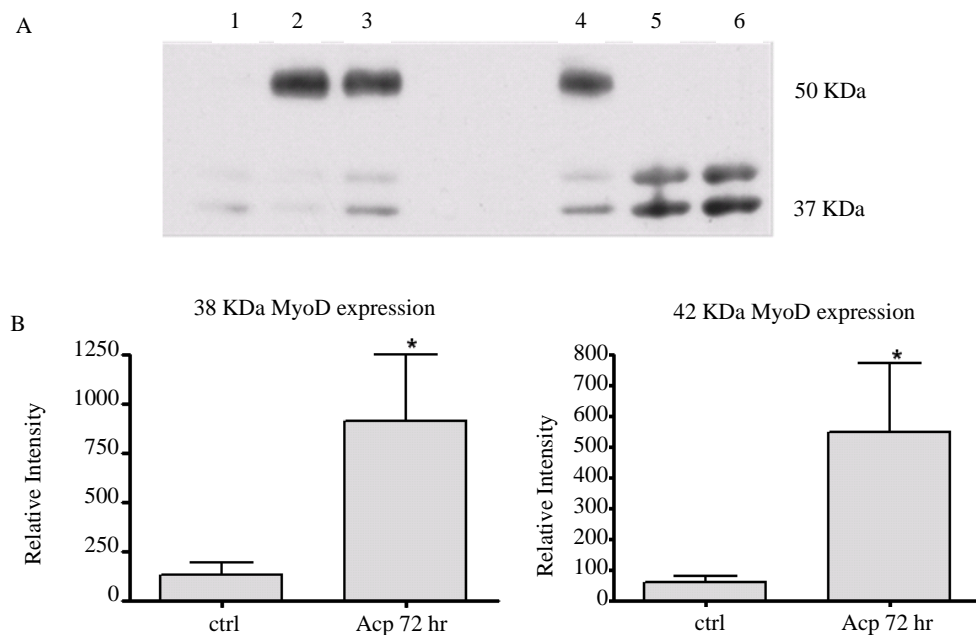 A
1 2 3 4 5 6
50 KDa
37 KDa
B
38 KDa MyoD expression
1250
1000
750
500
250
0
Relative Intensity
*
ctrl Acp 72 hr
42 KDa MyoD expression
800
700
600
500
400
300
200
100
0
Relative Intensity
*
ctrl Acp 72 hr